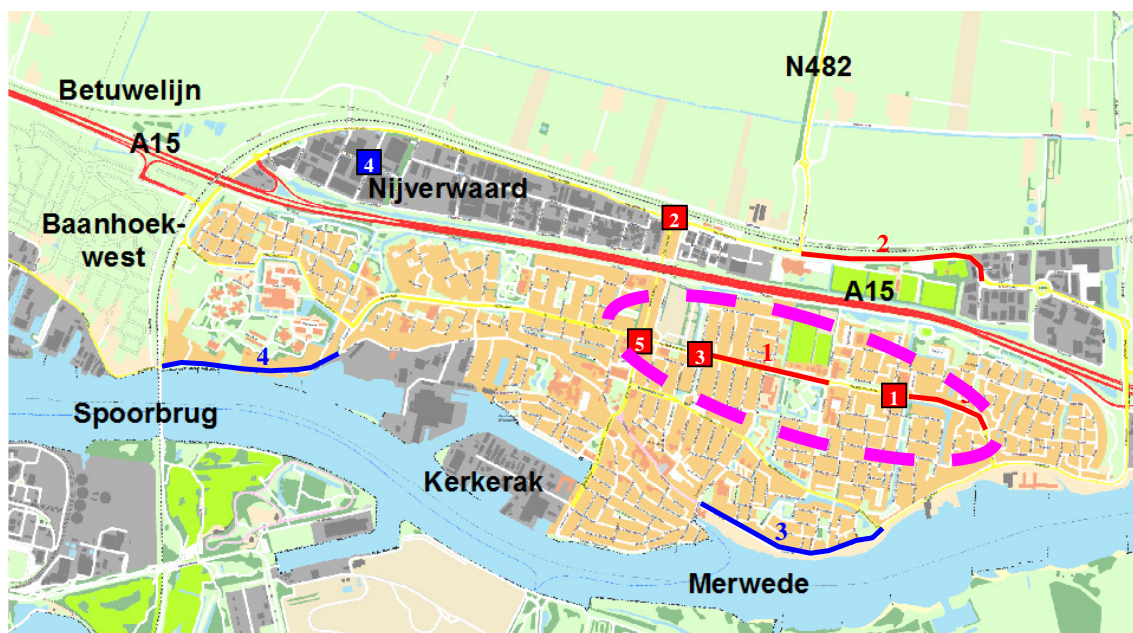 N482
Betuwelijn
A15
4
Nijverwaard
Baanhoek-
west
2
2
A15
5
3
1
4
1
Spoorbrug
Kerkerak
3
Merwede